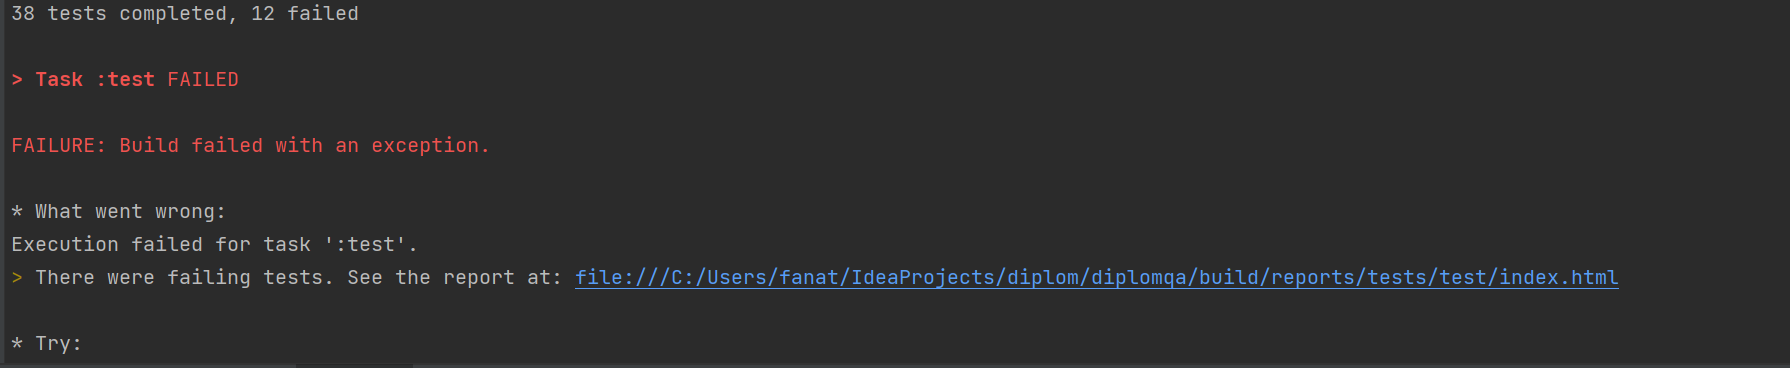 38 tests completed, 12 failed
> Task :test FAILED
FAILURE: Build failed with an exception.
* What went wrong:
Execution failed for task ':test'.
> There were failing tests. See the report at: file:///C:/Users/fanat/IdeaProjects/diplom/diplomqa/build/reports/tests/test/index.html
* Try: